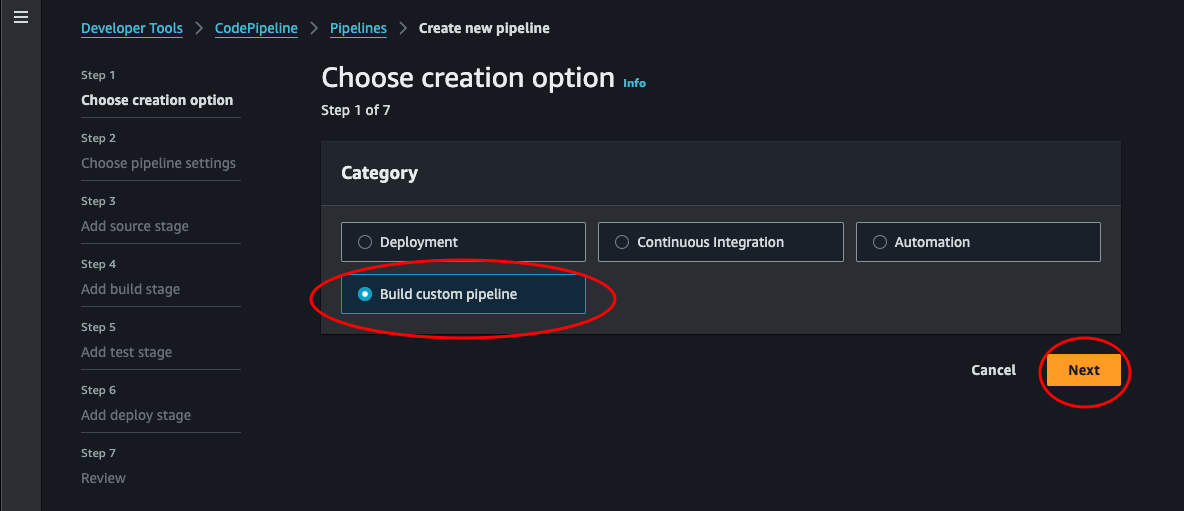 Developer Tools > CodePipeline > Pipelines > Create new pipeline
Step 1
Choose creation option
Step 2
Choose pipeline settings
Step 3
Add source stage
Step 4
Add build stage
Step 5
Add test stage
Step 6
Add deploy stage
Step 7
Review
Choose creation option Info
Step 1 of 7
Category
Deployment
Continuous Integration
Automation
Build custom pipeline
Cancel
Next